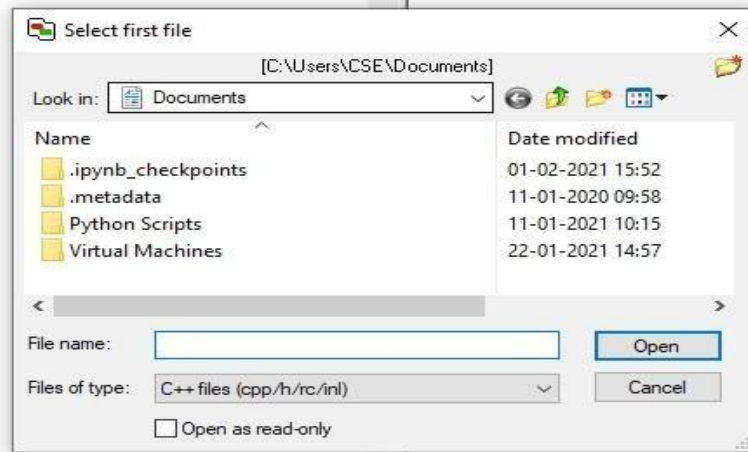 Select first file
[C:\Users\CSE\Documents]
Look in: Documents
Name Date modified
.ipynb_checkpoints 01-02-2021 15:52
.metadata 11-01-2020 09:58
Python Scripts 11-01-2021 10:15
Virtual Machines 22-01-2021 14:57
File name: Open
Files of type: C++ files (cpp/h/rc/inl) Cancel
Open as read-only